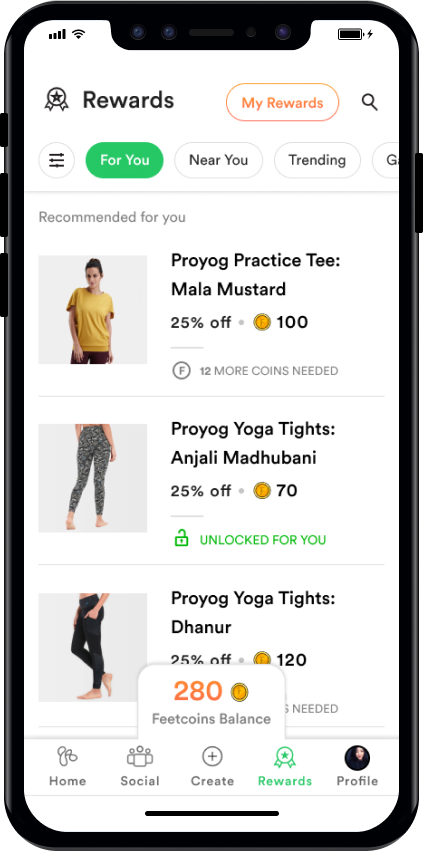 Rewards
My Rewards
For You
Near You
Trending
Ga
Recommended for you
Proyog Practice Tee:
Mala Mustard
25% off • 100
F 12 MORE COINS NEEDED
Proyog Yoga Tights:
Anjali Madhubani
25% off • 70
UNLOCKED FOR YOU
Proyog Yoga Tights:
Dhanur
25% off • 120
S NEEDED
280
Feetcoins Balance
Home
Social
Create
Rewards
Profile